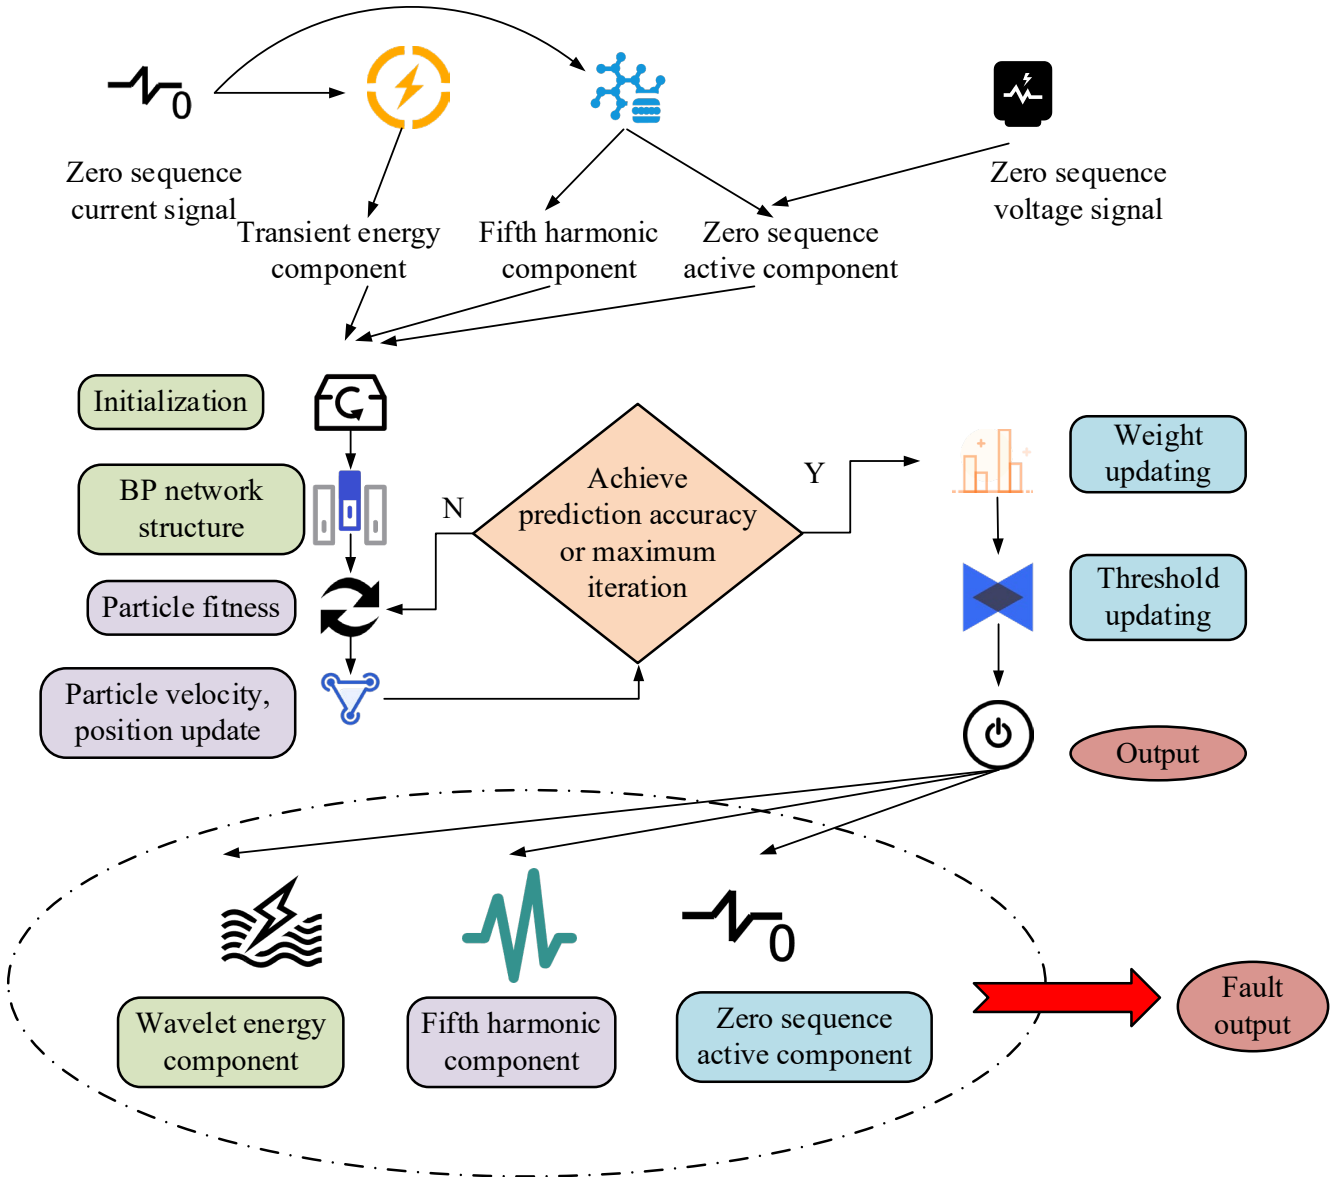 0
Zero sequence
current signal
Zero sequence
voltage signal
Transient energy
component
Fifth harmonic
component
Zero sequence
active component
Initialization
BP network
structure
Particle fitness
Particle velocity,
position update
N
Achieve
prediction accuracy
or maximum
iteration
Y
Weight
updating
Threshold
updating
Output
0
Wavelet energy
component
Fifth harmonic
component
Zero sequence
active component
Fault
output